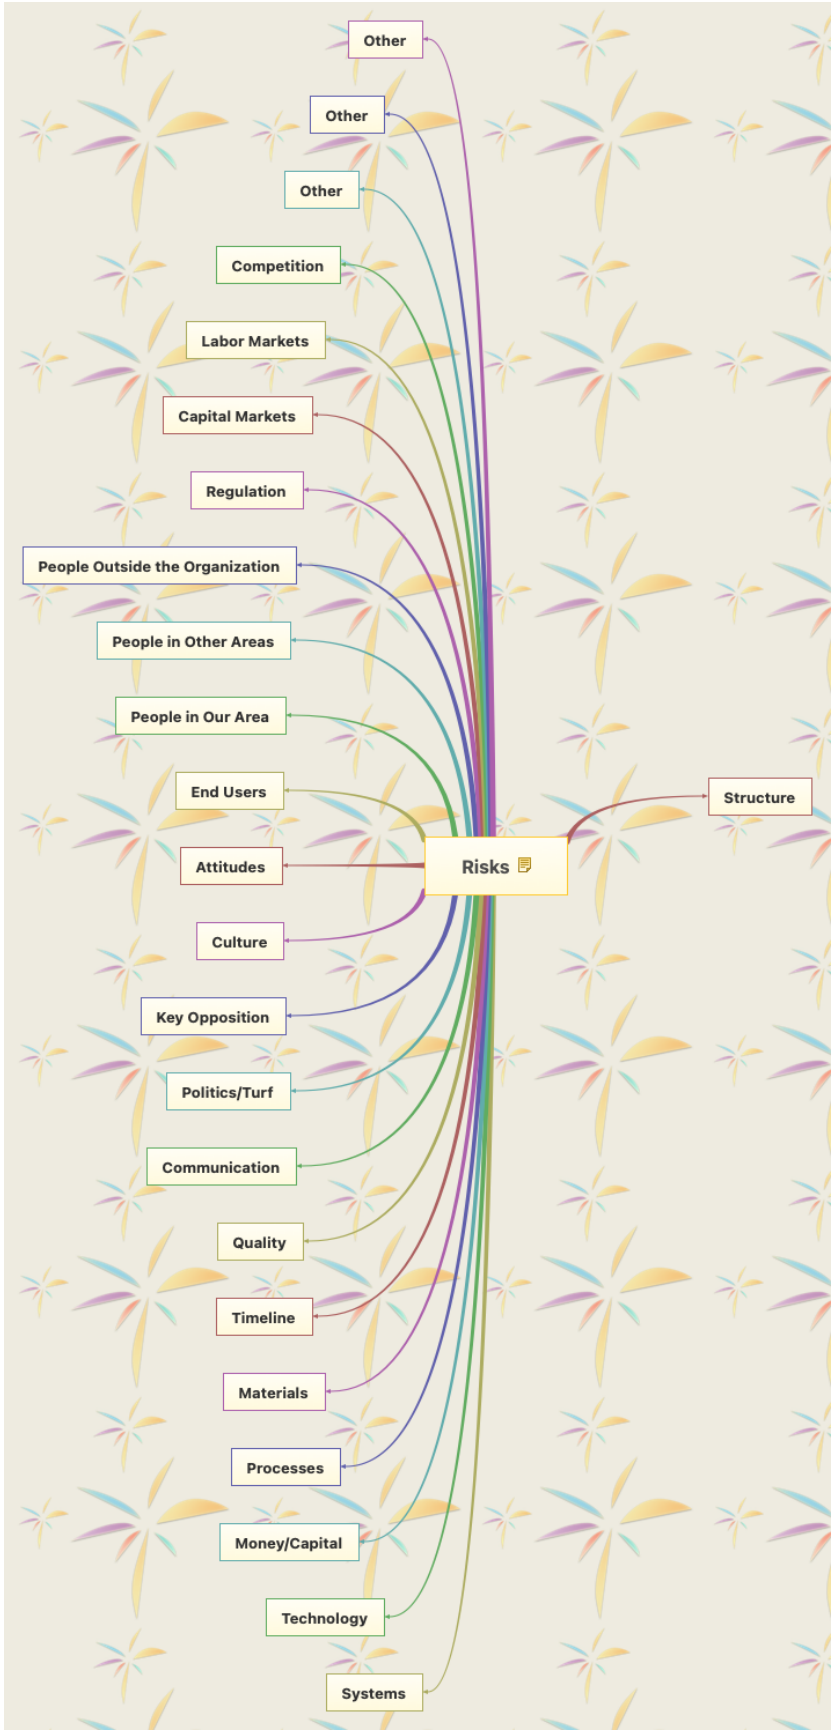 Other
Other
Other
Competition
Labor Markets
Capital Markets
Regulation
People Outside the Organization
People in Other Areas
People in Our Area
End Users
Structure
Attitudes
Risks
Culture
Key Opposition
Politics/Turf
Communication
Quality
Timeline
Materials
Processes
Money/Capital
Technology
Systems